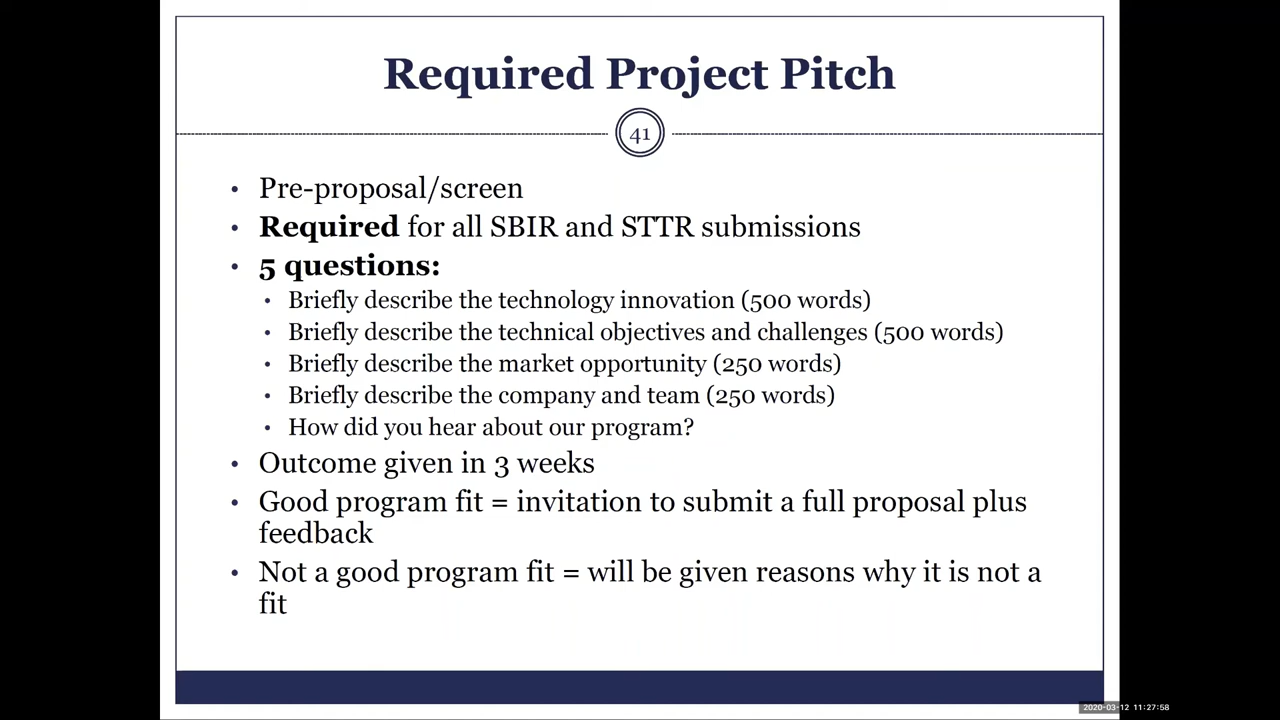 Required Project Pitch
41
• Pre-proposal/screen
• Required for all SBIR and STTR submissions
• 5 questions:
• Briefly describe the technology innovation (500 words)
• Briefly describe the technical objectives and challenges (500 words)
• Briefly describe the market opportunity (250 words)
• Briefly describe the company and team (250 words)
• How did you hear about our program?
• Outcome given in 3 weeks
• Good program fit = invitation to submit a full proposal plus
feedback
• Not a good program fit = will be given reasons why it is not a
fit
2020-03-12 11:27:58